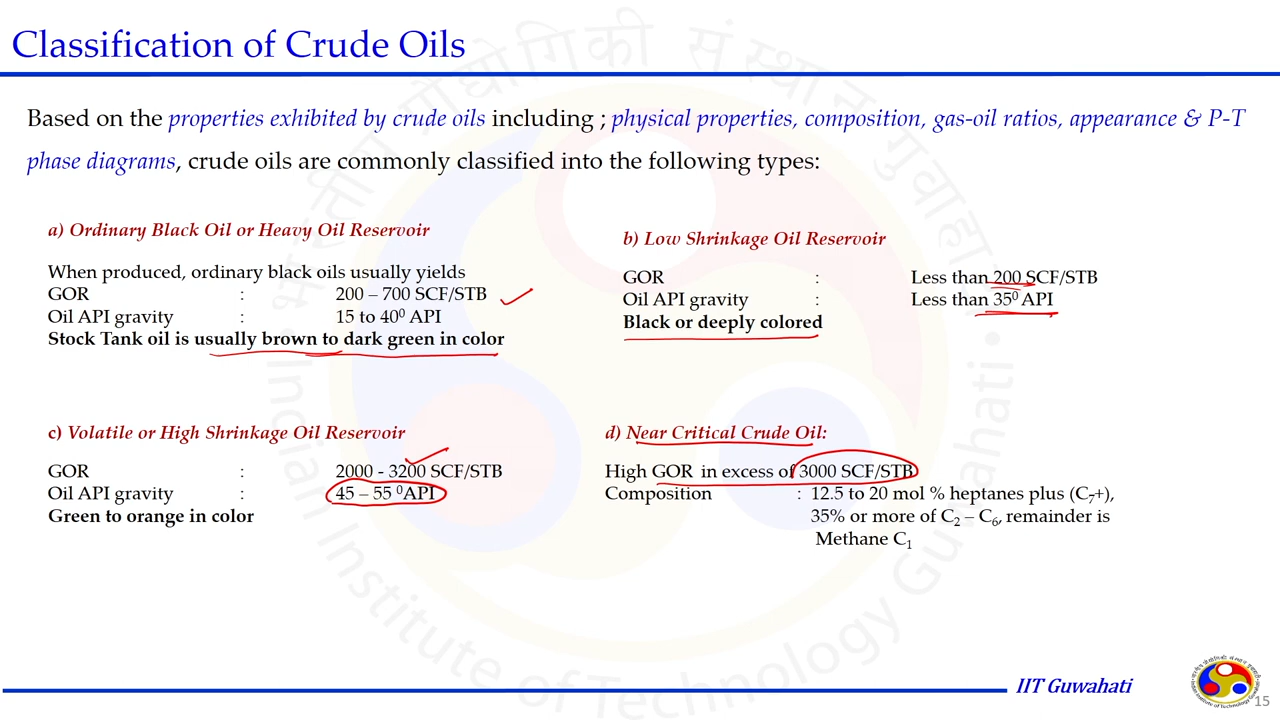 Classification of Crude Oils
Based on the properties exhibited by crude oils including ; physical properties, composition, gas-oil ratios, appearance & P-T
phase diagrams, crude oils are commonly classified into the following types:
a) Ordinary Black Oil or Heavy Oil Reservoir
When produced, ordinary black oils usually yields
GOR : 200 – 700 SCF/STB
Oil API gravity : 15 to 40⁰ API
Stock Tank oil is usually brown to dark green in color
b) Low Shrinkage Oil Reservoir
GOR : Less than 200 SCF/STB
Oil API gravity : Less than 35⁰ API
Black or deeply colored
c) Volatile or High Shrinkage Oil Reservoir
GOR : 2000 - 3200 SCF/STB
Oil API gravity : 45 – 55 ⁰API
Green to orange in color
d) Near Critical Crude Oil:
High GOR in excess of 3000 SCF/STB
Composition : 12.5 to 20 mol % heptanes plus (C₇+),
35% or more of C₂ – C₆, remainder is
Methane C₁
Indian Institute of Technology Guwahati
IIT Guwahati
15